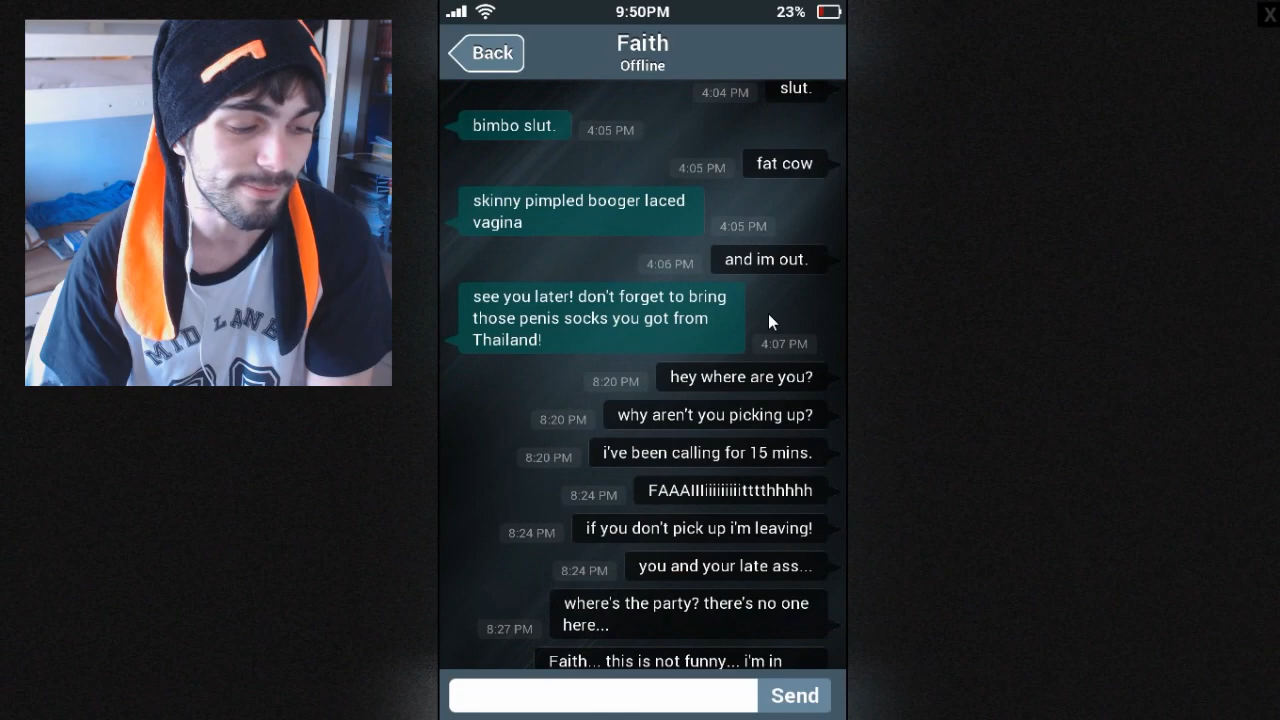 9:50PM
23%
X
Back
Faith
Offline
slut.
4:04 PM
bimbo slut.
4:05 PM
fat cow
4:05 PM
skinny pimpled booger laced
vagina
4:05 PM
and im out.
4:06 PM
see you later! don't forget to bring
those penis socks you got from
Thailand!
4:07 PM
hey where are you?
8:20 PM
why aren't you picking up?
8:20 PM
i've been calling for 15 mins.
8:20 PM
FAAAIIIiiiiiiiiitttthhhhh
8:24 PM
if you don't pick up i'm leaving!
8:24 PM
you and your late ass...
8:24 PM
where's the party? there's no one
here...
8:27 PM
Faith... this is not funny... i'm in
Send
MID LANE